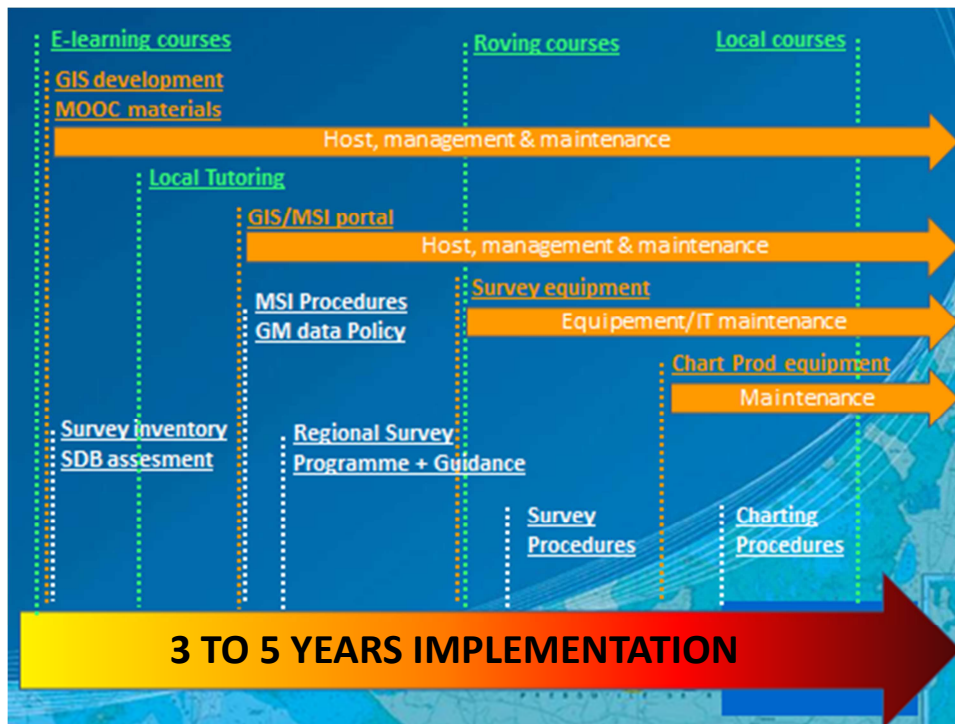 E-learning courses
Roving courses
Local courses
GIS development
MOOC materials
Host, management & maintenance
Local Tutoring
GIS/MSI portal
Host, management & maintenance
MSI Procedures
GM data Policy
Survey equipment
Equipement/IT maintenance
Chart Prod equipment
Maintenance
Survey inventory
SDB assesment
Regional Survey
Programme + Guidance
Survey
Procedures
Charting
Procedures
3 TO 5 YEARS IMPLEMENTATION